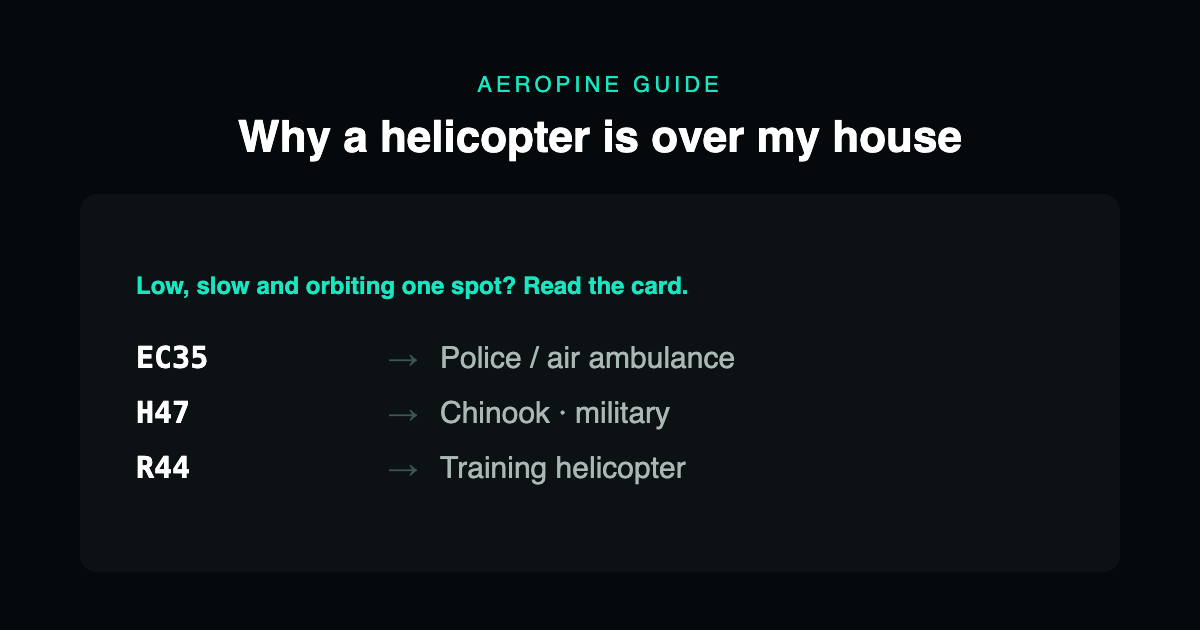 AEROPINE GUIDE
Why a helicopter is over my house
Low, slow and orbiting one spot? Read the card.
EC35 → Police / air ambulance
H47 → Chinook · military
R44 → Training helicopter